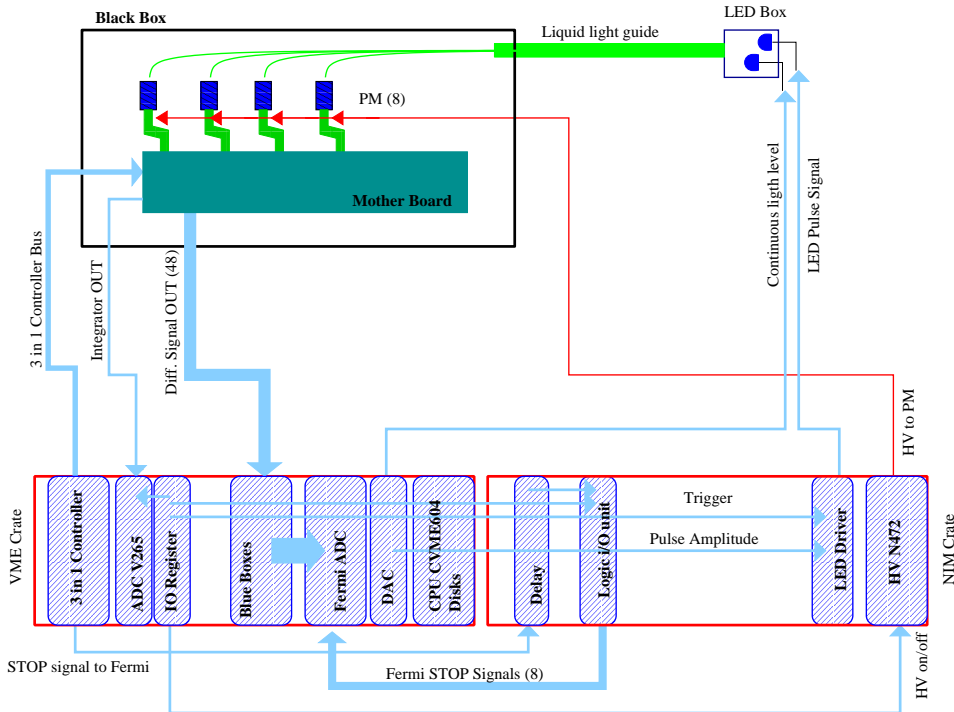 Black Box
LED Box
Liquid light guide
PM (8)
Mother Board
3 in 1 Controller Bus
Integrator OUT
Diff. Signal OUT (48)
Continuous ligth level
LED Pulse Signal
HV to PM
VME Crate
3 in 1 Controller
ADC V265
IO Register
Blue Boxes
Fermi ADC
DAC
CPU CVME604
Disks
Delay
Logic i/O unit
Trigger
Pulse Amplitude
LED Driver
HV N472
NIM Crate
STOP signal to Fermi
Fermi STOP Signals (8)
HV on/off